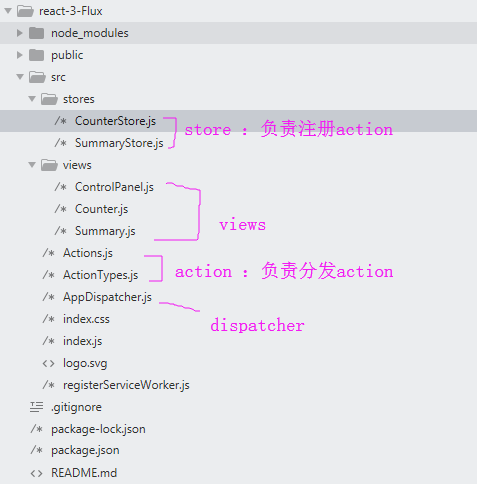 react-3-Flux
node_modules
public
src
stores
/* CounterStore.js
/* SummaryStore.js
store : 负责注册action
views
/* ControlPanel.js
/* Counter.js
/* Summary.js
views
/* Actions.js
/* ActionTypes.js
action : 负责分发action
/* AppDispatcher.js
dispatcher
/* index.css
/* index.js
<> logo.svg
/* registerServiceWorker.js
.gitignore
/* package-lock.json
/* package.json
<> README.md